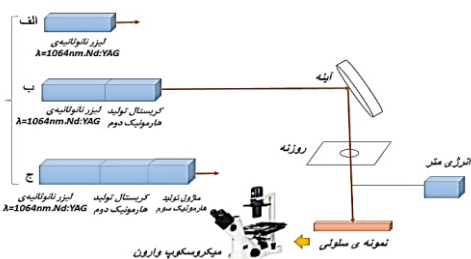 الف
لیزر نانوثانیه‌ی
λ=1064nm.Nd:YAG
ب
لیزر نانوثانیه‌ی
λ=1064nm.Nd:YAG
کریستال تولید
هارمونیک دوم
ج
لیزر نانوثانیه‌ی
λ=1064nm.Nd:YAG
کریستال تولید
هارمونیک دوم
ماژول تولید
هارمونیک سوم
آینه
روزنه
انرژی متر
نمونه ی سلولی
میکروسکوپ وارون